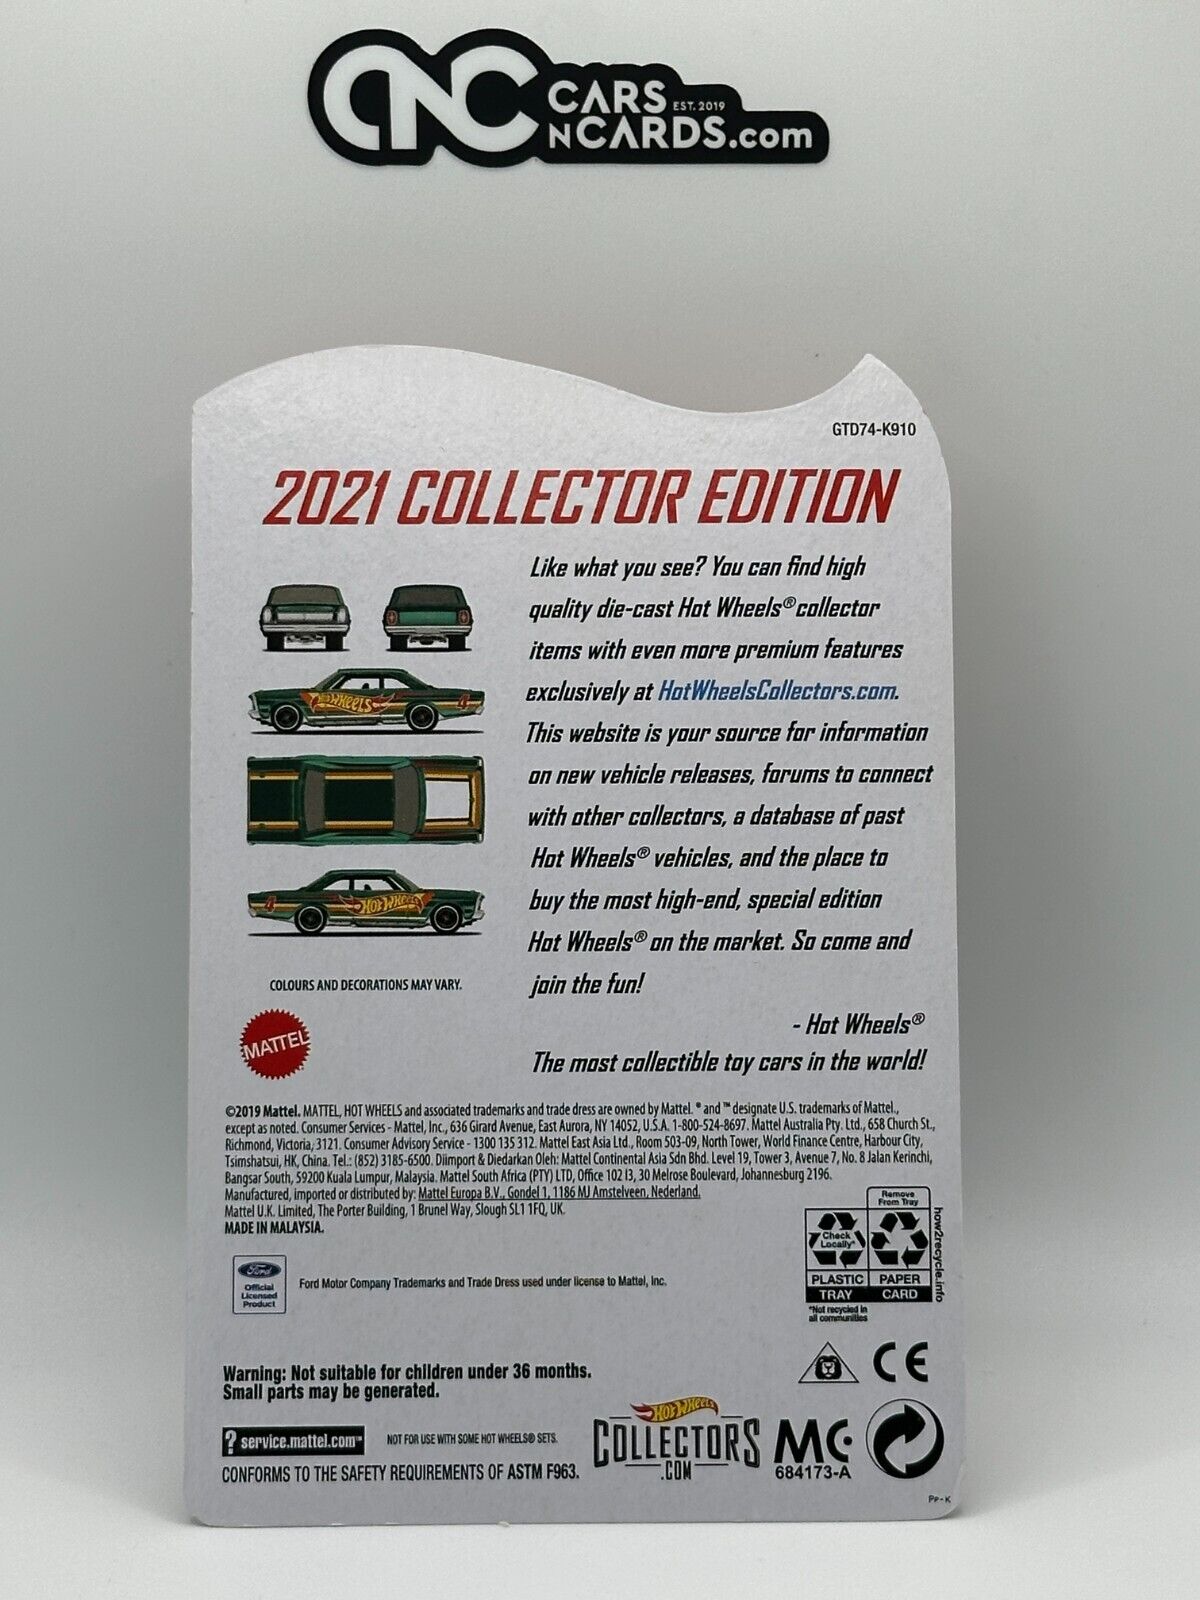 CNC CARS EST. 2019
NCARDS.com
GTD74-K910
2021 COLLECTOR EDITION
Like what you see? You can find high
quality die-cast Hot Wheels® collector
items with even more premium features
exclusively at HotWheelsCollectors.com.
This website is your source for information
on new vehicle releases, forums to connect
with other collectors, a database of past
Hot Wheels® vehicles, and the place to
buy the most high-end, special edition
Hot Wheels® on the market. So come and
join the fun!
- Hot Wheels®
The most collectible toy cars in the world!
HOT WHEELS 4
4 HOT WHEELS
COLOURS AND DECORATIONS MAY VARY.
MATTEL
©2019 Mattel. MATTEL, HOT WHEELS and associated trademarks and trade dress are owned by Mattel. ® and ™ designate U.S. trademarks of Mattel.,
except as noted. Consumer Services - Mattel, Inc., 636 Girard Avenue, East Aurora, NY 14052, U.S.A. 1-800-524-8697. Mattel Australia Pty. Ltd., 658 Church St.,
Richmond, Victoria, 3121. Consumer Advisory Service - 1300 135 312. Mattel East Asia Ltd., Room 503-09, North Tower, World Finance Centre, Harbour City,
Tsimshatsui, HK, China. Tel.: (852) 3185-6500. Diimport & Diedarkan Oleh: Mattel Continental Asia Sdn Bhd. Level 19, Tower 3, Avenue 7, No. 8 Jalan Kerinchi,
Bangsar South, 59200 Kuala Lumpur, Malaysia. Mattel South Africa (PTY) LTD, Office 102 I3, 30 Melrose Boulevard, Johannesburg 2196.
Manufactured, imported or distributed by: Mattel Europa B.V., Gondel 1, 1186 MJ Amstelveen, Nederland.
Mattel U.K. Limited, The Porter Building, 1 Brunel Way, Slough SL1 1FQ, UK.
MADE IN MALAYSIA.
Remove
From Tray
Check
Locally*
PLASTIC PAPER
TRAY CARD
*Not recycled in
all communities
how2recycle.info
Ford
Official
Licensed
Product
Ford Motor Company Trademarks and Trade Dress used under license to Mattel, Inc.
Warning: Not suitable for children under 36 months.
Small parts may be generated.
CE
? service.mattel.com
NOT FOR USE WITH SOME HOT WHEELS® SETS.
CONFORMS TO THE SAFETY REQUIREMENTS OF ASTM F963.
HOT WHEELS
COLLECTORS
.COM
MC
684173-A
PP-K